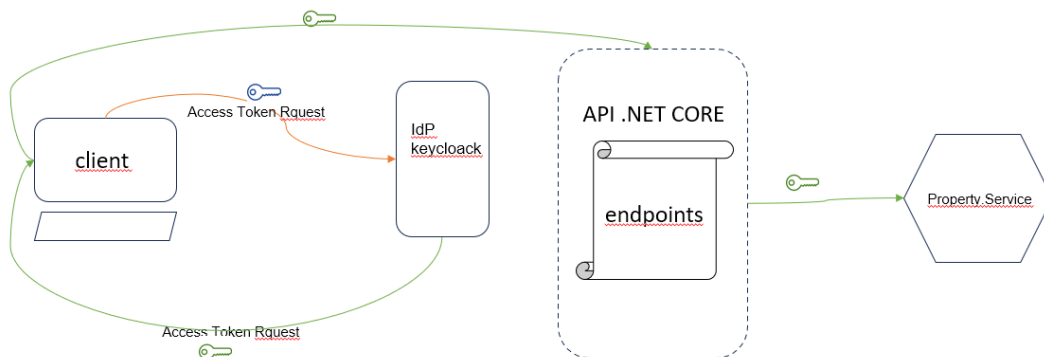 Access Token Rquest
client
IdP
keycloack
API .NET CORE
endpoints
Property.Service
Access Token Rquest